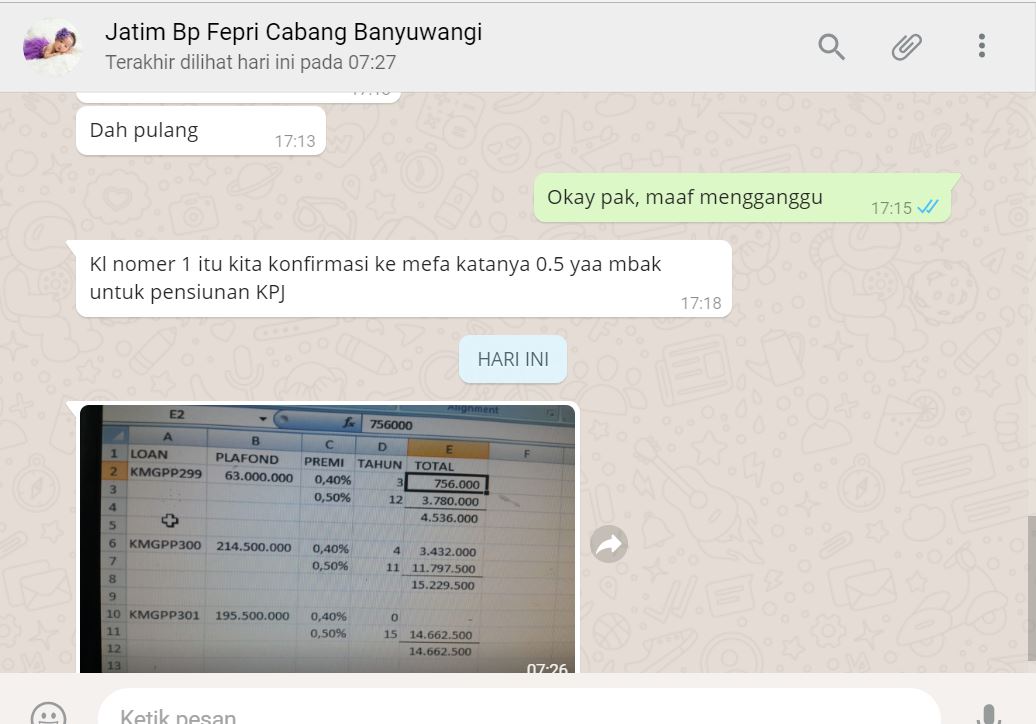 Jatim Bp Fepri Cabang Banyuwangi
Terakhir dilihat hari ini pada 07:27
Dah pulang
17:13
Okay pak, maaf mengganggu
17:15
Kl nomer 1 itu kita konfirmasi ke mefa katanya 0.5 yaa mbak
untuk pensiunan KPJ
17:18
HARI INI
Alignment
E2 fx 756000
A B C D E F
1 LOAN PLAFOND PREMI TAHUN TOTAL
2 KMGPP299 63.000.000 0,40% 3 756.000
3 0,50% 12 3.780.000
4 4.536.000
5
6 KMGPP300 214.500.000 0,40% 4 3.432.000
7 0,50% 11 11.797.500
8 15.229.500
9
10 KMGPP301 195.500.000 0,40% 0 -
11 0,50% 15 14.662.500
12 14.662.500
13
07:26
Ketik pesan